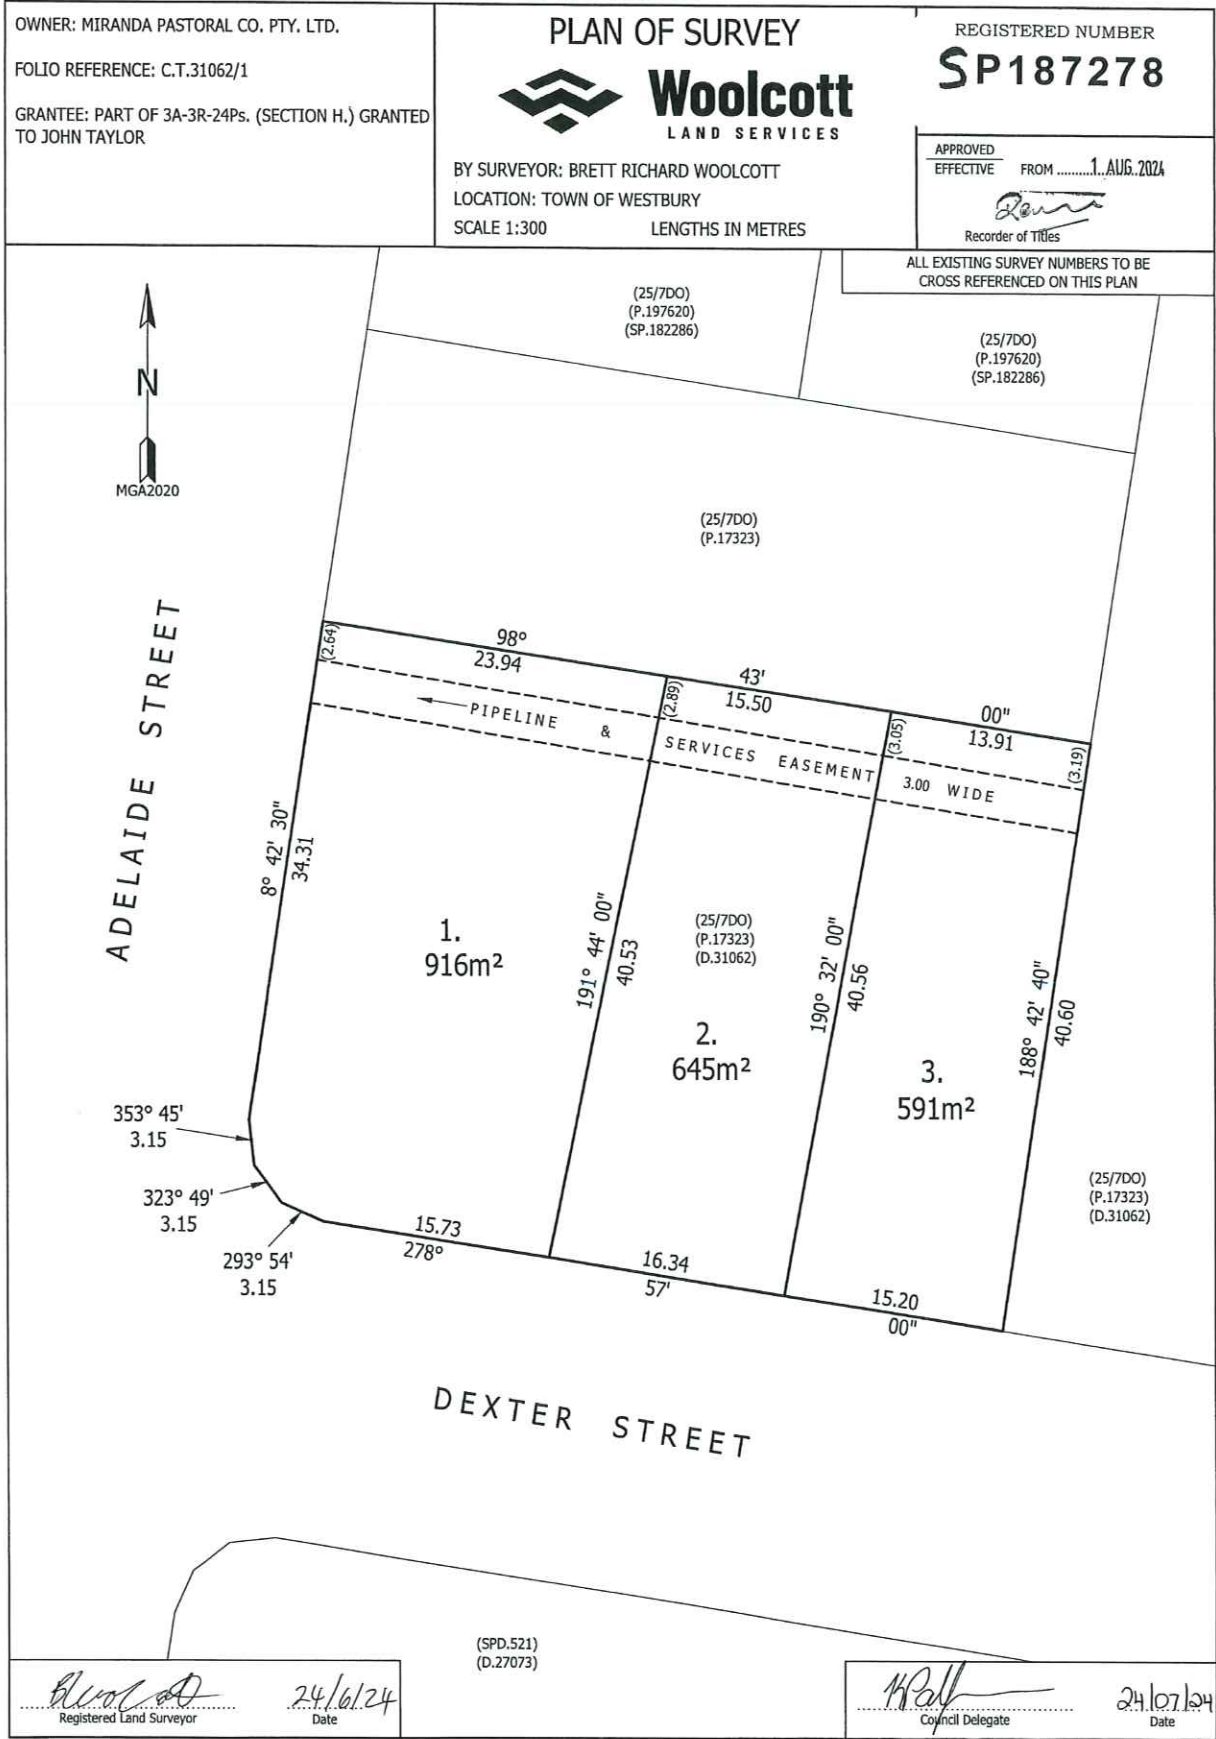 OWNER: MIRANDA PASTORAL CO. PTY. LTD.
FOLIO REFERENCE: C.T.31062/1
GRANTEE: PART OF 3A-3R-24Ps. (SECTION H.) GRANTED
TO JOHN TAYLOR
PLAN OF SURVEY
Woolcott
LAND SERVICES
BY SURVEYOR: BRETT RICHARD WOOLCOTT
LOCATION: TOWN OF WESTBURY
SCALE 1:300 LENGTHS IN METRES
REGISTERED NUMBER
SP187278
APPROVED
EFFECTIVE FROM ..........1 AUG 2024
Recorder of Titles
ALL EXISTING SURVEY NUMBERS TO BE
CROSS REFERENCED ON THIS PLAN
N
MGA2020
(25/7DO)
(P.197620)
(SP.182286)
(25/7DO)
(P.197620)
(SP.182286)
(25/7DO)
(P.17323)
ADELAIDE STREET
(2.64)
98°
23.94
(2.89)
43'
15.50
(3.05)
00"
13.91
(3.19)
PIPELINE & SERVICES EASEMENT 3.00 WIDE
8° 42' 30"
34.31
1.
916m²
191° 44' 00"
40.53
(25/7DO)
(P.17323)
(D.31062)
2.
645m²
190° 32' 00"
40.56
3.
591m²
188° 42' 40"
40.60
(25/7DO)
(P.17323)
(D.31062)
353° 45'
3.15
323° 49'
3.15
293° 54'
3.15
15.73
278°
16.34
57'
15.20
00"
DEXTER STREET
(SPD.521)
(D.27073)
24/6/24
Registered Land Surveyor Date
24/07/24
Council Delegate Date